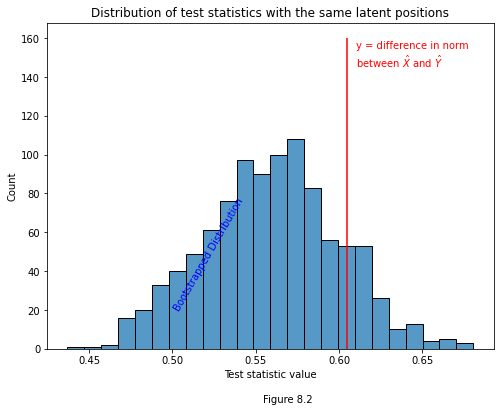 Distribution of test statistics with the same latent positions
y = difference in norm
between X̂ and Ŷ
Bootstrapped Distribution
Count
160
140
120
100
80
60
40
20
0
0.45 0.50 0.55 0.60 0.65
Test statistic value
Figure 8.2